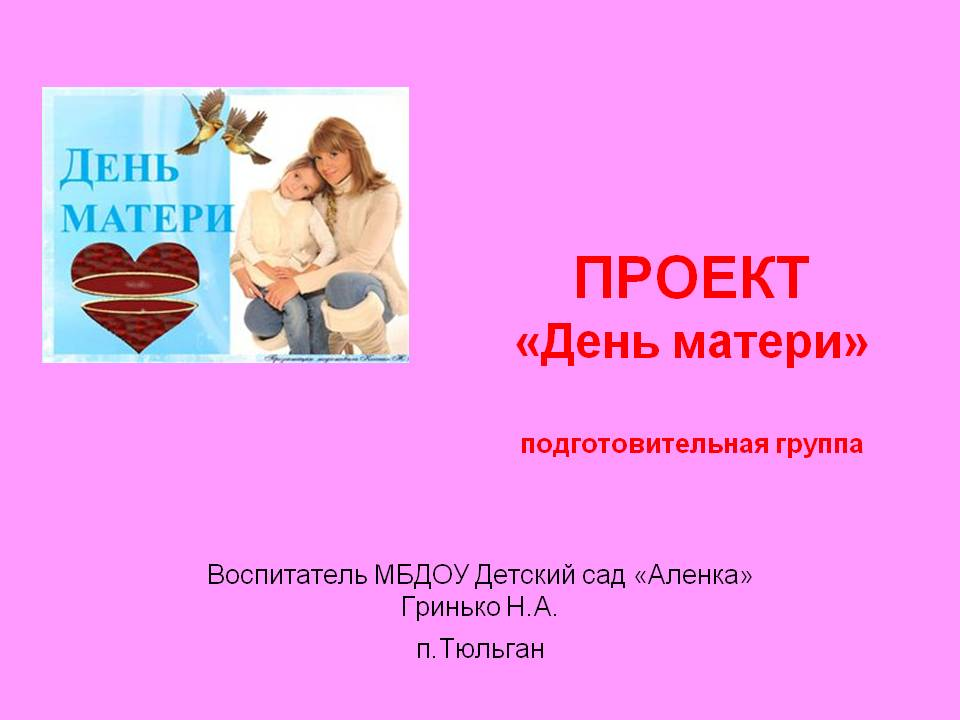 ДЕНЬ
МАТЕРИ
ПРОЕКТ
«День матери»
подготовительная группа
Воспитатель МБДОУ Детский сад «Аленка»
Гринько Н.А.
п.Тюльган